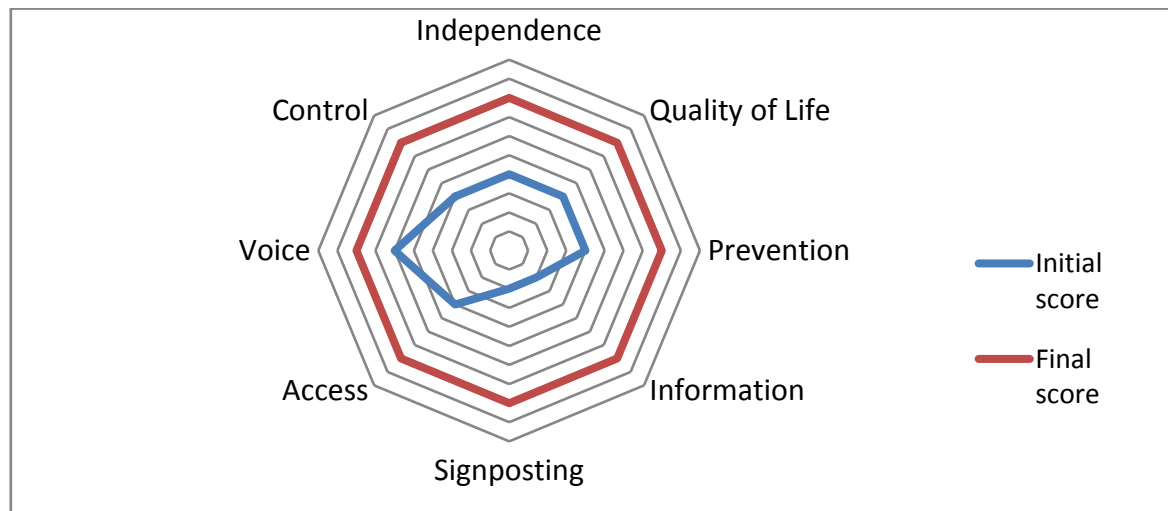 Independence
Control
Quality of Life
Voice
Prevention
Initial
score
Final
score
Access
Information
Signposting